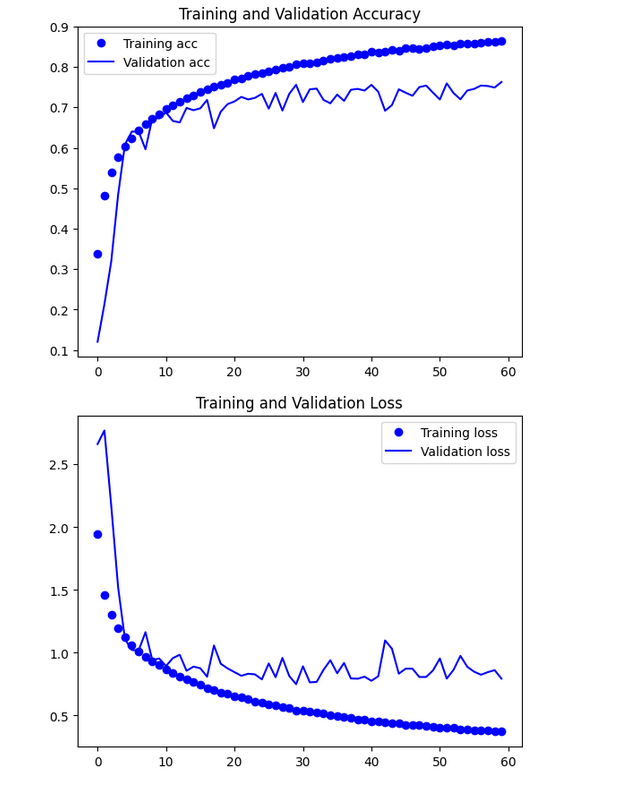 Training and Validation Accuracy
0.9
0.8
0.7
0.6
0.5
0.4
0.3
0.2
0.1
Training acc
Validation acc
0 10 20 30 40 50 60
Training and Validation Loss
2.5
2.0
1.5
1.0
0.5
Training loss
Validation loss
0 10 20 30 40 50 60